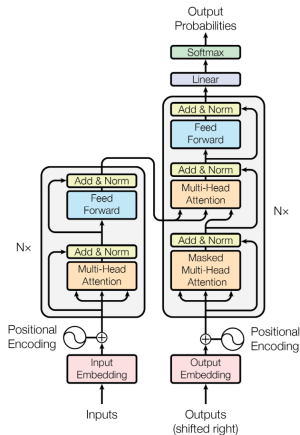 Output
Probabilities
Softmax
Linear
Add & Norm
Feed
Forward
Add & Norm
Multi-Head
Attention
Add & Norm
Masked
Multi-Head
Attention
N×
Add & Norm
Feed
Forward
Add & Norm
Multi-Head
Attention
N×
Positional
Encoding
Positional
Encoding
Input
Embedding
Output
Embedding
Inputs
Outputs
(shifted right)